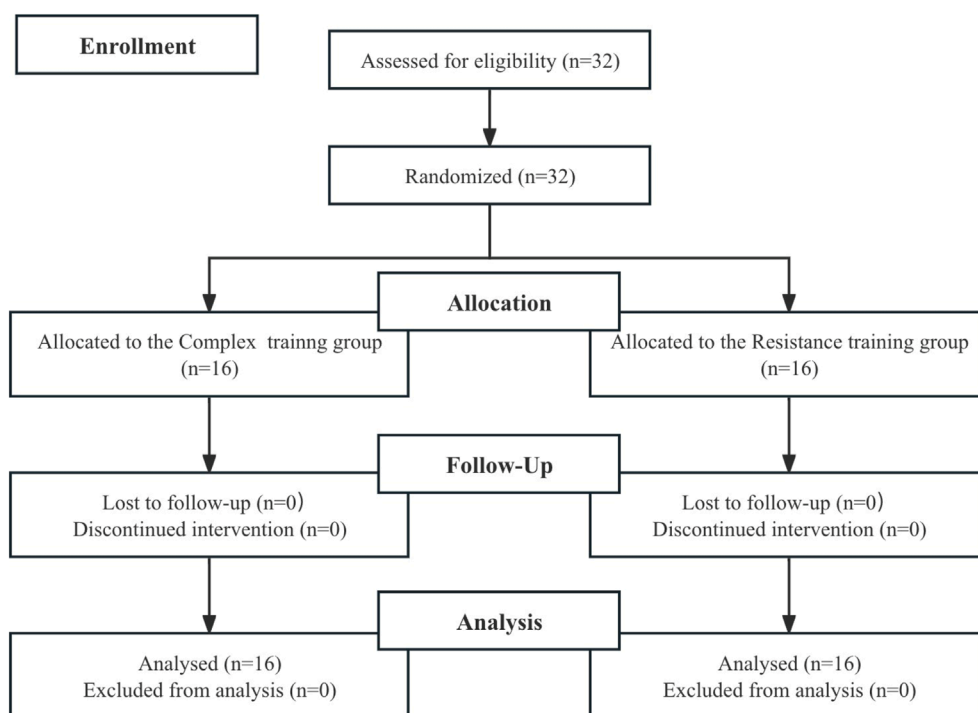 Enrollment
Assessed for eligibility (n=32)
Randomized (n=32)
Allocation
Allocated to the Complex  trainng group
(n=16)
Allocated to the Resistance training group
(n=16)
Follow-Up
Lost to follow-up (n=0)
Discontinued intervention (n=0)
Lost to follow-up (n=0)
Discontinued intervention (n=0)
Analysis
Analysed (n=16)
Excluded from analysis (n=0)
Analysed (n=16)
Excluded from analysis (n=0)